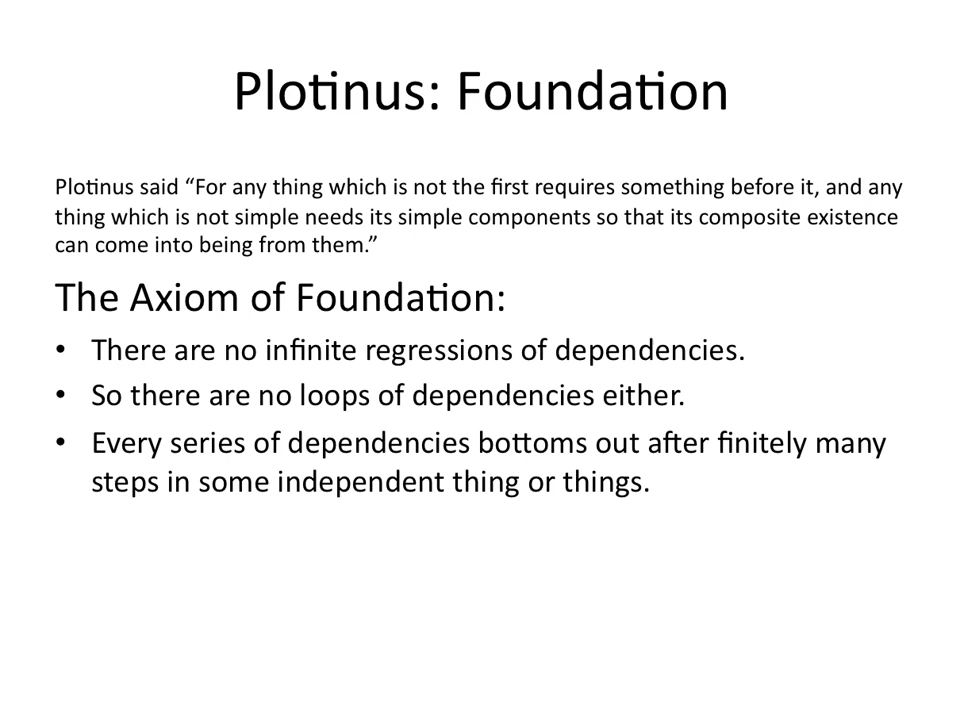 Plotinus: Foundation
Plotinus said “For any thing which is not the first requires something before it, and any
thing which is not simple needs its simple components so that its composite existence
can come into being from them.”
The Axiom of Foundation:
• There are no infinite regressions of dependencies.
• So there are no loops of dependencies either.
• Every series of dependencies bottoms out after finitely many
steps in some independent thing or things.